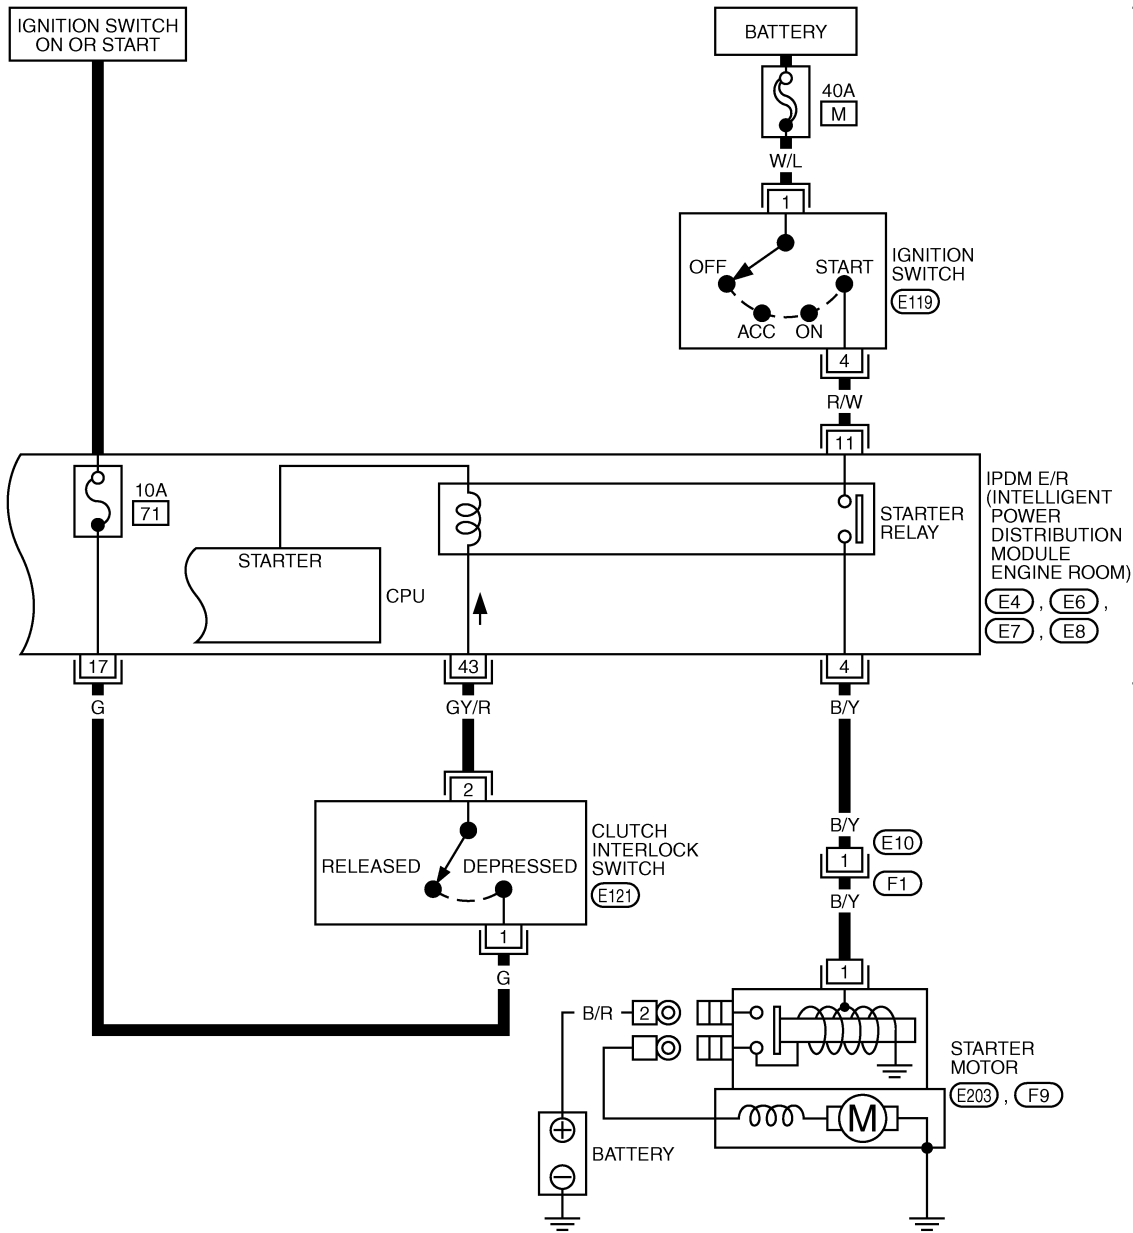 IGNITION SWITCH
ON OR START
BATTERY
40A
M
W/L
1
OFF
START
ACC
ON
IGNITION
SWITCH
E119
4
R/W
11
10A
71
STARTER
CPU
STARTER
RELAY
IPDM E/R
(INTELLIGENT
POWER
DISTRIBUTION
MODULE
ENGINE ROOM)
E4 , E6 ,
E7 , E8
17
43
4
G
GY/R
B/Y
2
RELEASED
DEPRESSED
CLUTCH
INTERLOCK
SWITCH
E121
1
G
B/Y
1
E10
F1
B/Y
1
B/R
2
STARTER
MOTOR
E203 , F9
M
+
−
BATTERY